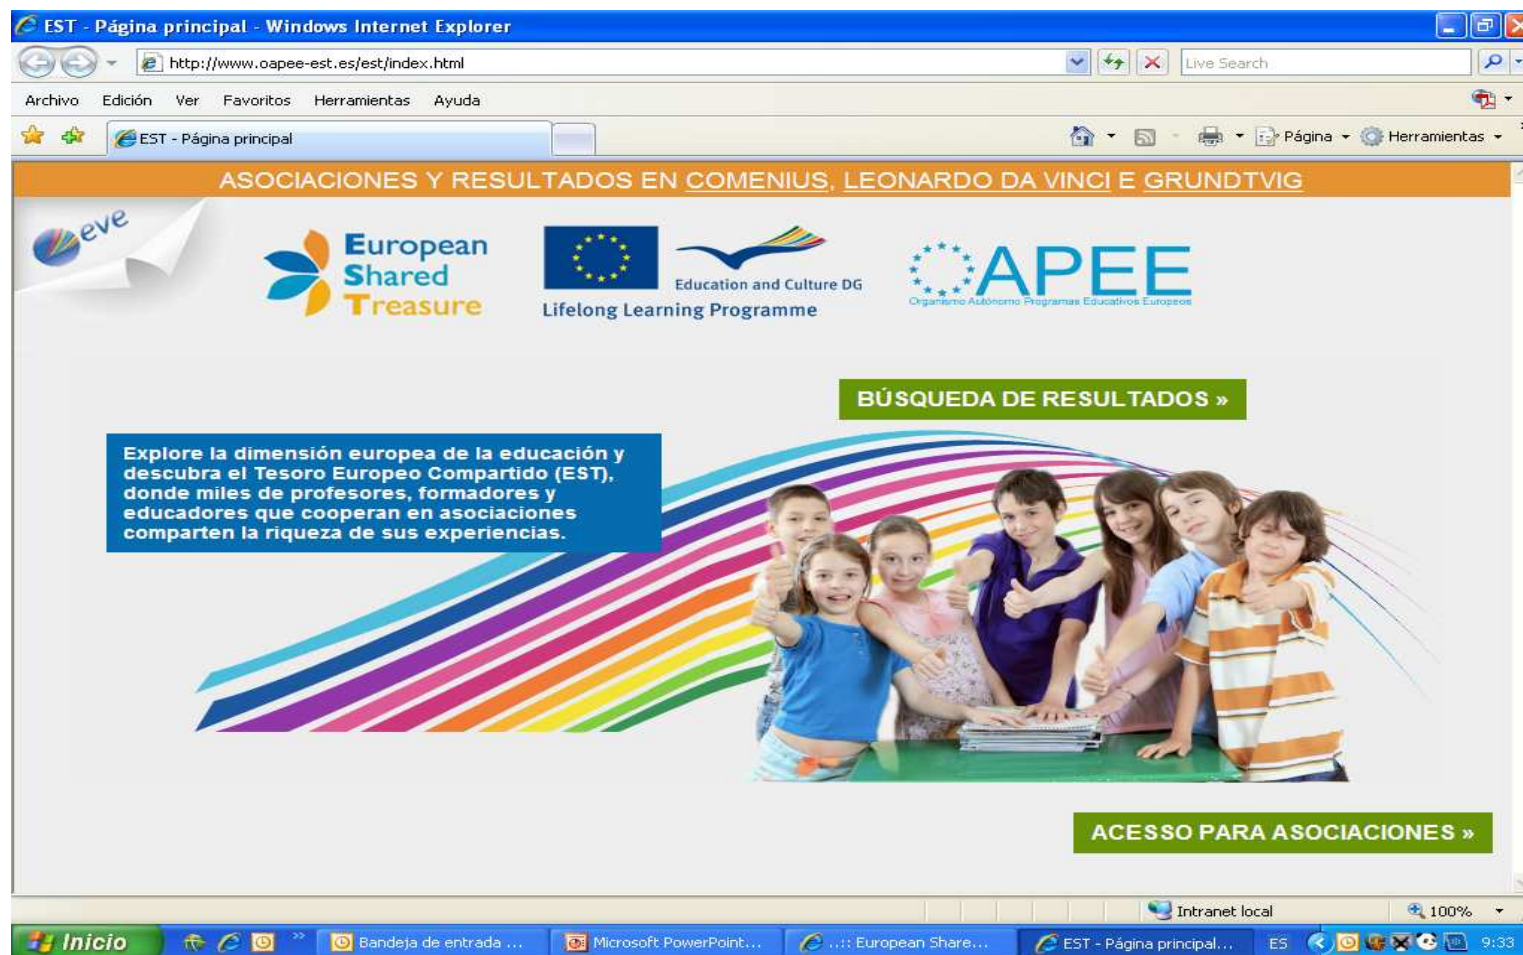 EST - Página principal - Windows Internet Explorer
http://www.oapee-est.es/est/index.html
Live Search
Archivo Edición Ver Favoritos Herramientas Ayuda
EST - Página principal
Página Herramientas
ASOCIACIONES Y RESULTADOS EN COMENIUS, LEONARDO DA VINCI E GRUNDTVIG
eve
European
Shared
Treasure
Education and Culture DG
Lifelong Learning Programme
OAPEE
Organismo Autónomo Programas Educativos Europeos
BÚSQUEDA DE RESULTADOS »
Explore la dimensión europea de la educación y
descubra el Tesoro Europeo Compartido (EST),
donde miles de profesores, formadores y
educadores que cooperan en asociaciones
comparten la riqueza de sus experiencias.
ACESSO PARA ASOCIACIONES »
Intranet local
100%
Inicio
Bandeja de entrada ...
Microsoft PowerPoint...
..:: European Share...
EST - Página principal...
ES
9:33